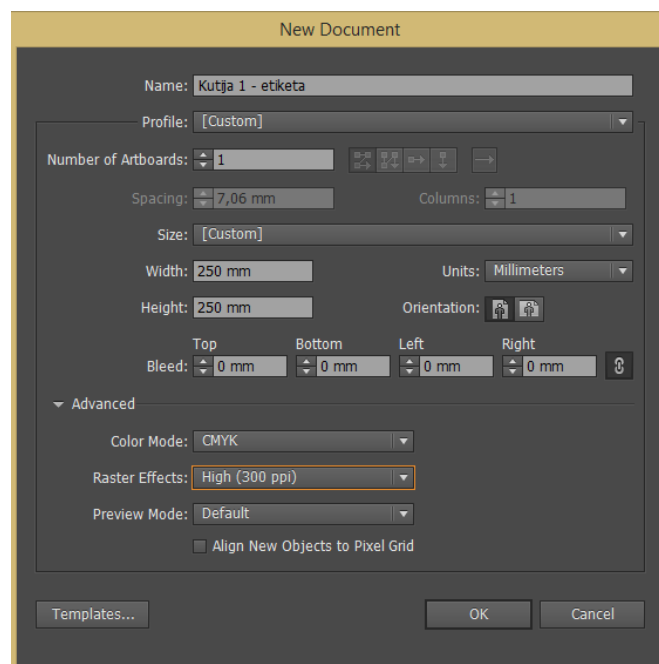 New Document
Name: Kutija 1 - etiketa
Profile: [Custom]
Number of Artboards: 1
Spacing: 7,06 mm Columns: 1
Size: [Custom]
Width: 250 mm Units: Millimeters
Height: 250 mm Orientation:
Top Bottom Left Right
Bleed: 0 mm 0 mm 0 mm 0 mm
Advanced
Color Mode: CMYK
Raster Effects: High (300 ppi)
Preview Mode: Default
Align New Objects to Pixel Grid
Templates... OK Cancel